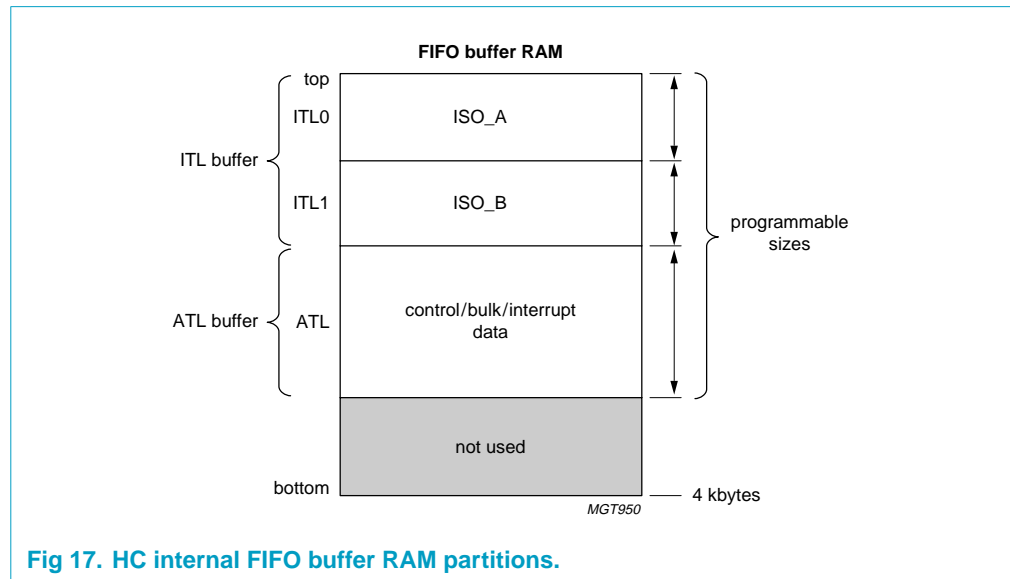 FIFO buffer RAM
top
ITL0
ISO_A
ITL buffer
ITL1
ISO_B
programmable
sizes
ATL buffer
ATL
control/bulk/interrupt
data
not used
bottom
4 kbytes
MGT950
Fig 17. HC internal FIFO buffer RAM partitions.